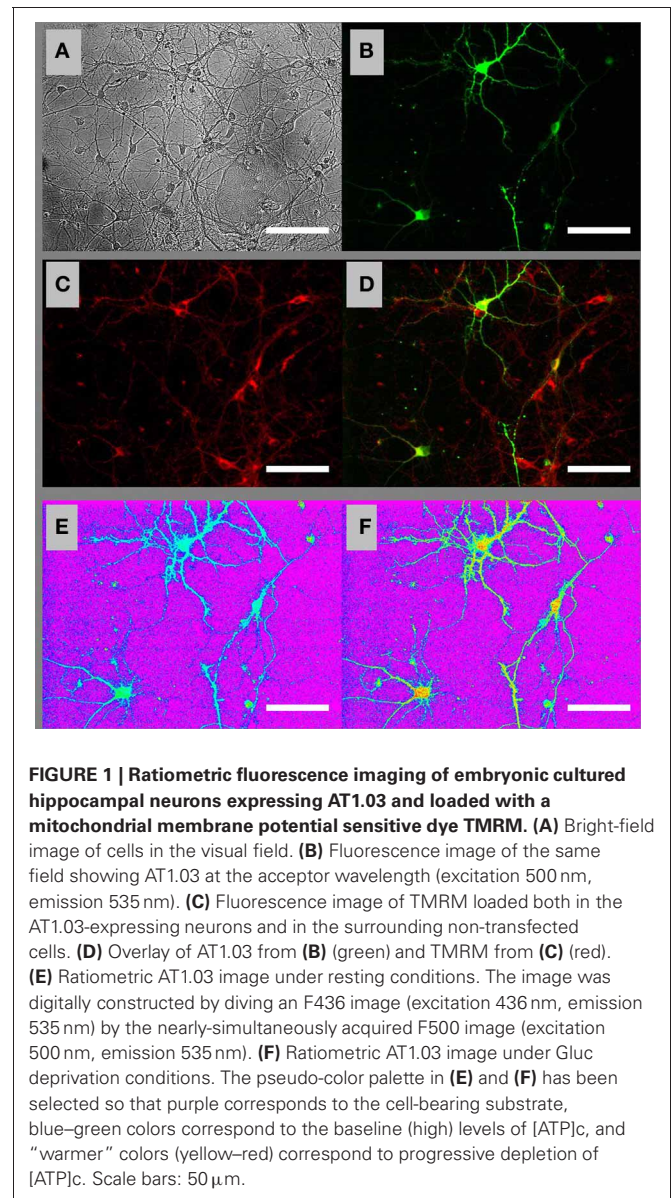 A
B
C
D
E
F
FIGURE 1 | Ratiometric fluorescence imaging of embryonic cultured
hippocampal neurons expressing AT1.03 and loaded with a
mitochondrial membrane potential sensitive dye TMRM. (A) Bright-field
image of cells in the visual field. (B) Fluorescence image of the same
field showing AT1.03 at the acceptor wavelength (excitation 500 nm,
emission 535 nm). (C) Fluorescence image of TMRM loaded both in the
AT1.03-expressing neurons and in the surrounding non-transfected
cells. (D) Overlay of AT1.03 from (B) (green) and TMRM from (C) (red).
(E) Ratiometric AT1.03 image under resting conditions. The image was
digitally constructed by diving an F436 image (excitation 436 nm, emission
535 nm) by the nearly-simultaneously acquired F500 image (excitation
500 nm, emission 535 nm). (F) Ratiometric AT1.03 image under Gluc
deprivation conditions. The pseudo-color palette in (E) and (F) has been
selected so that purple corresponds to the cell-bearing substrate,
blue–green colors correspond to the baseline (high) levels of [ATP]c, and
“warmer” colors (yellow–red) correspond to progressive depletion of
[ATP]c. Scale bars: 50 μm.